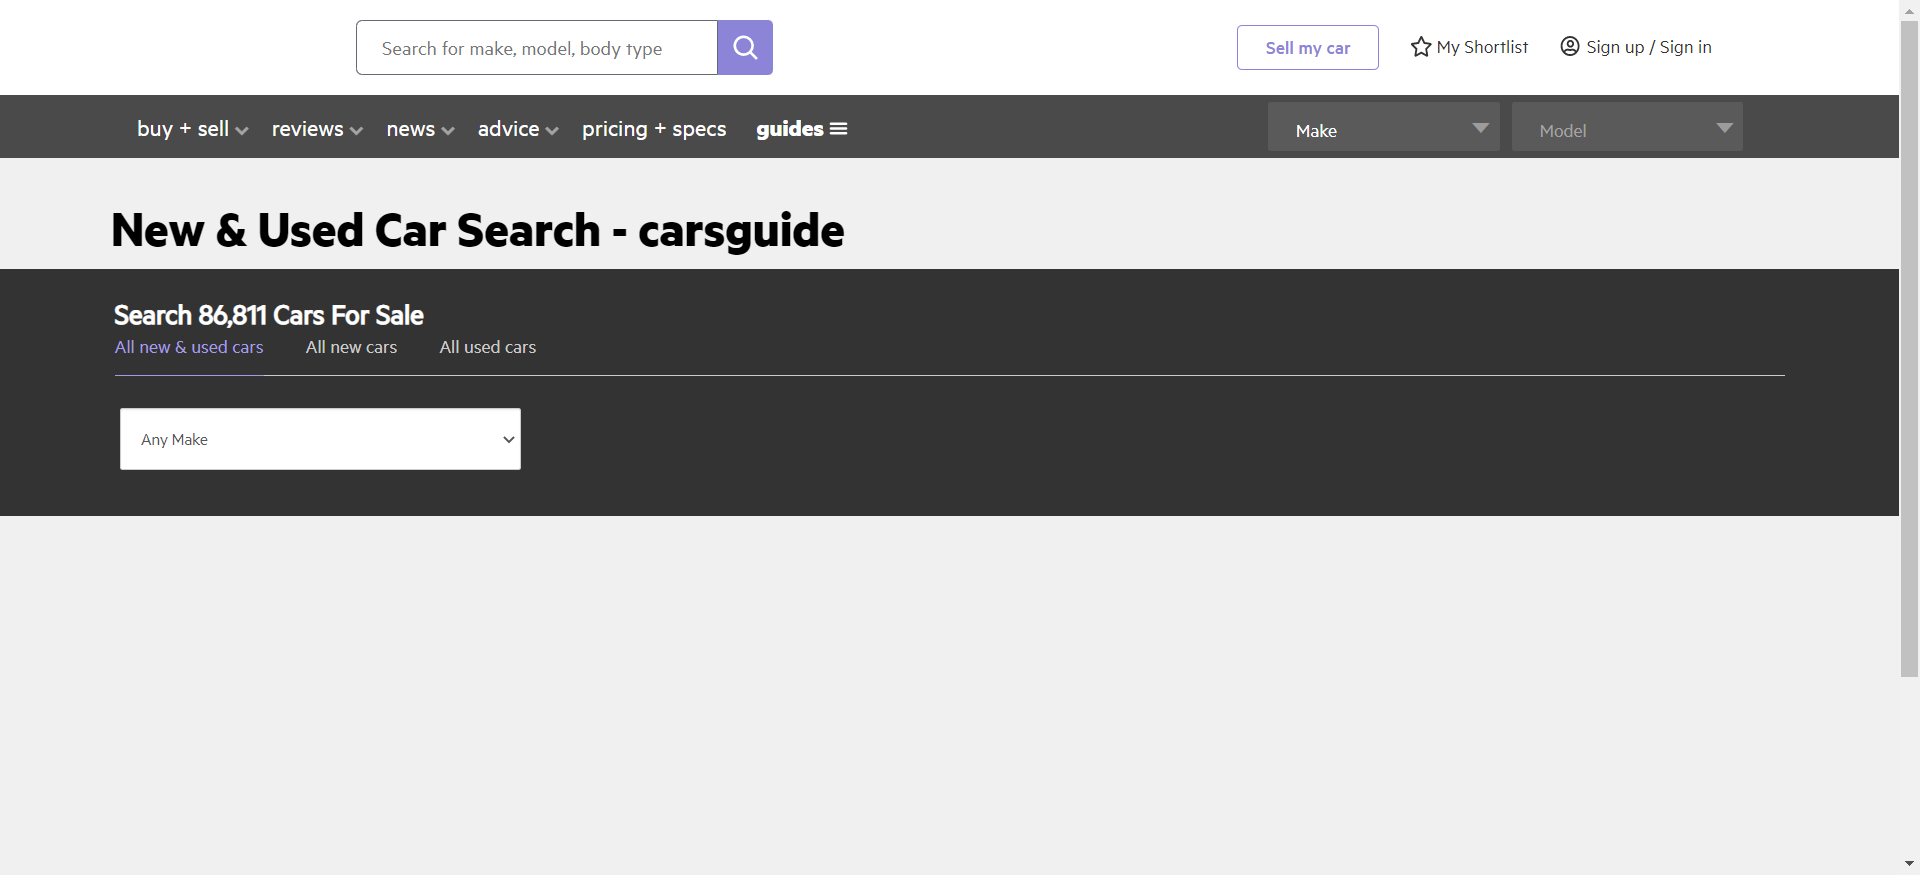 Search for make, model, body type
Sell my car
My Shortlist
Sign up / Sign in
buy + sell
reviews
news
advice
pricing + specs
guides
Make
Model
New & Used Car Search - carsguide
Search 86,811 Cars For Sale
All new & used cars
All new cars
All used cars
Any Make